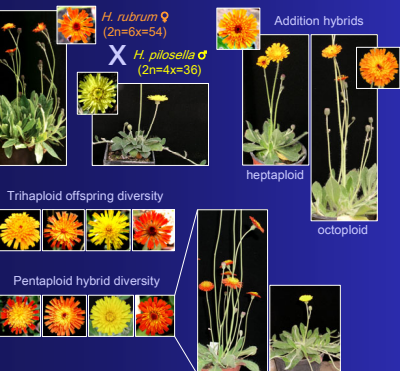 H. rubrum ♀
(2n=6x=54)
X
H. pilosella ♂
(2n=4x=36)
Addition hybrids
heptaploid
octoploid
Trihaploid offspring diversity
Pentaploid hybrid diversity